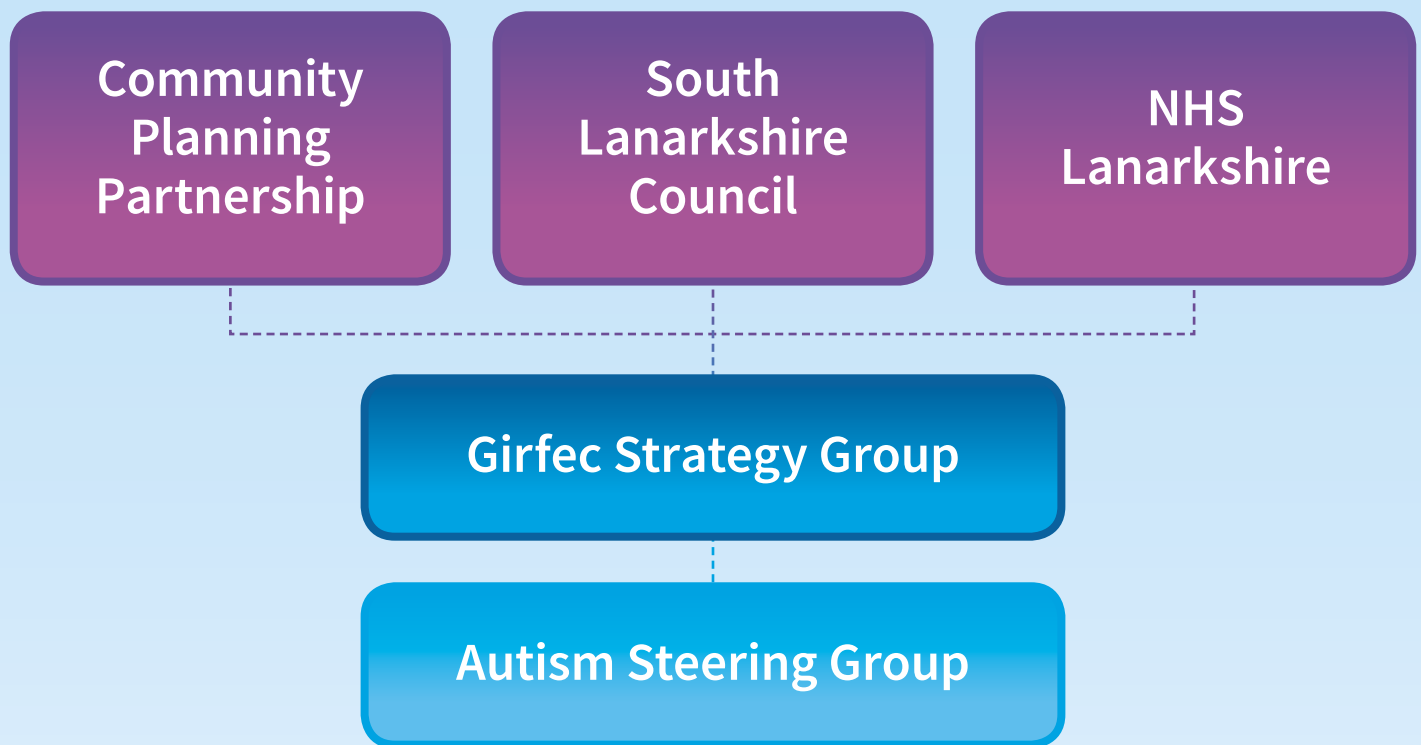 Community
Planning
Partnership
South
Lanarkshire
Council
NHS
Lanarkshire
Girfec Strategy Group
Autism Steering Group